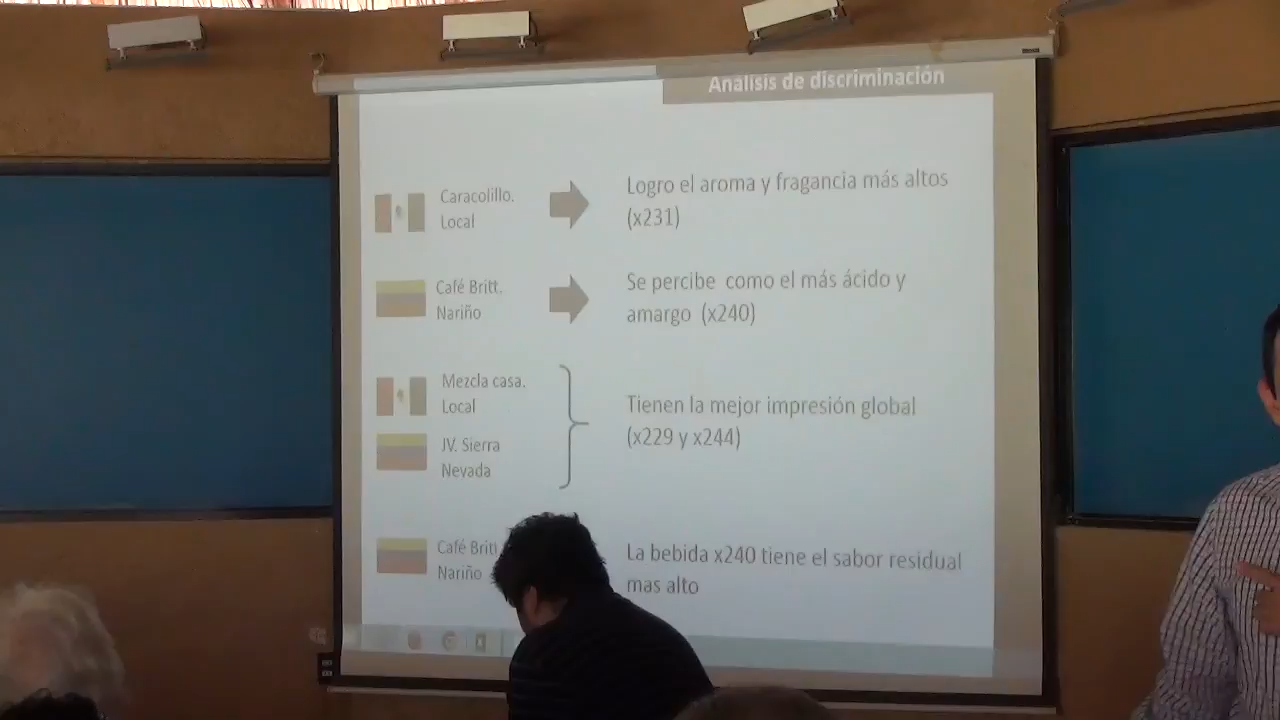 Análisis de discriminación
Caracolillo.
Local
Logro el aroma y fragancia más altos
(x231)
Café Britt.
Nariño
Se percibe como el más ácido y
amargo (x240)
Mezcla casa.
Local
JV. Sierra
Nevada
Tienen la mejor impresión global
(x229 y x244)
Café Britt
Nariño
La bebida x240 tiene el sabor residual
mas alto